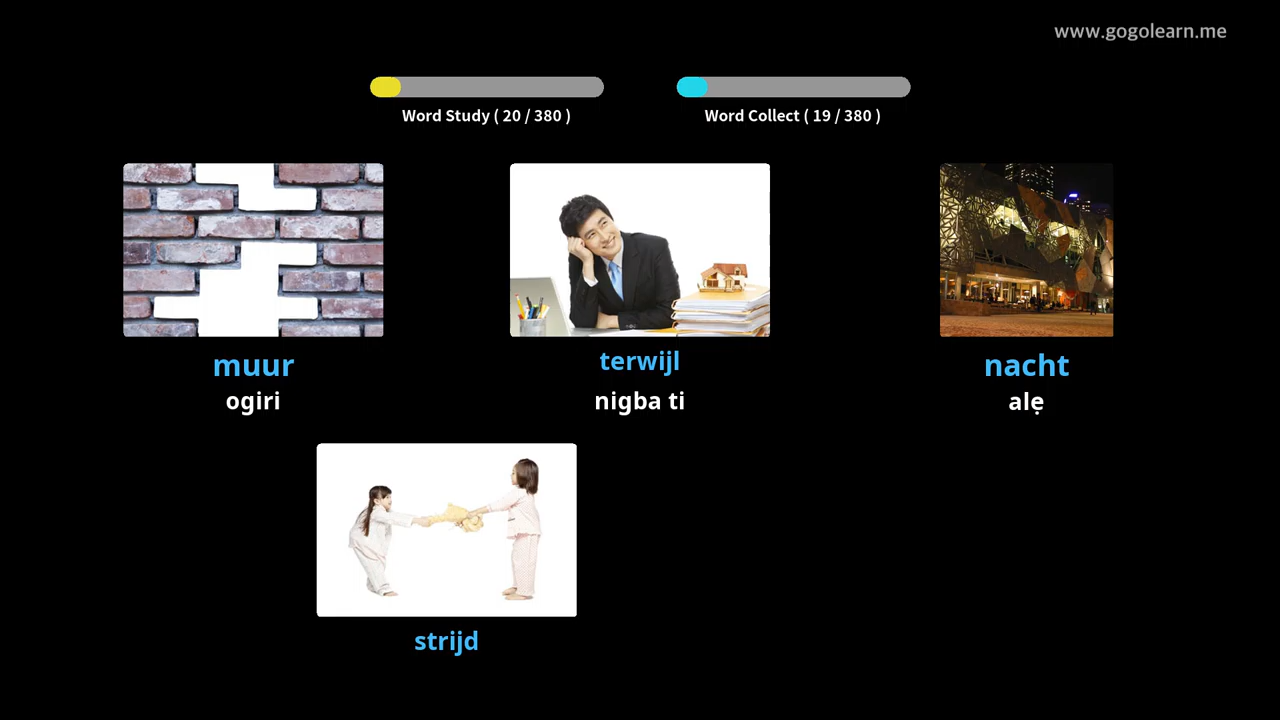 www.gogolearn.me
Word Study ( 20 / 380 )
Word Collect ( 19 / 380 )
muur
ogiri
terwijl
nigba ti
nacht
alẹ
strijd